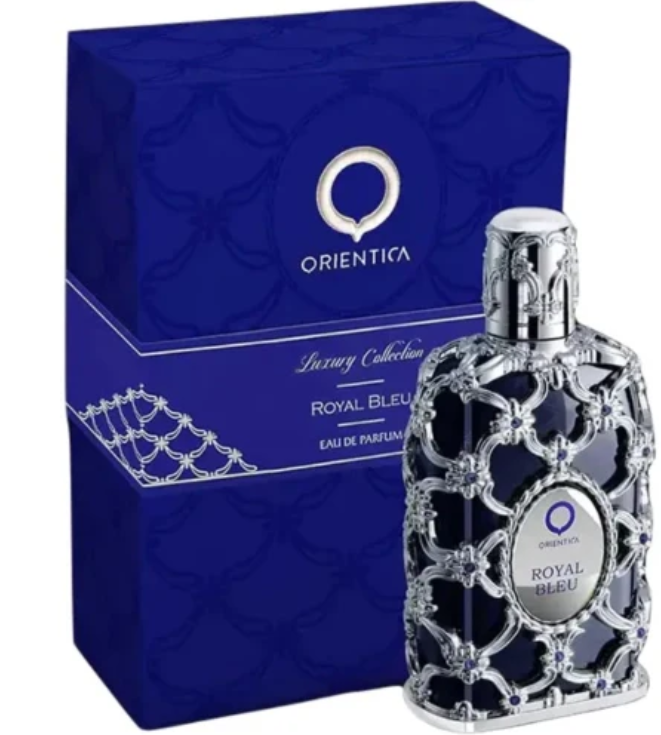 ORIENTICA
Luxury Collection
ROYAL BLEU
EAU DE PARFUM
ORIENTICA
ROYAL
BLEU